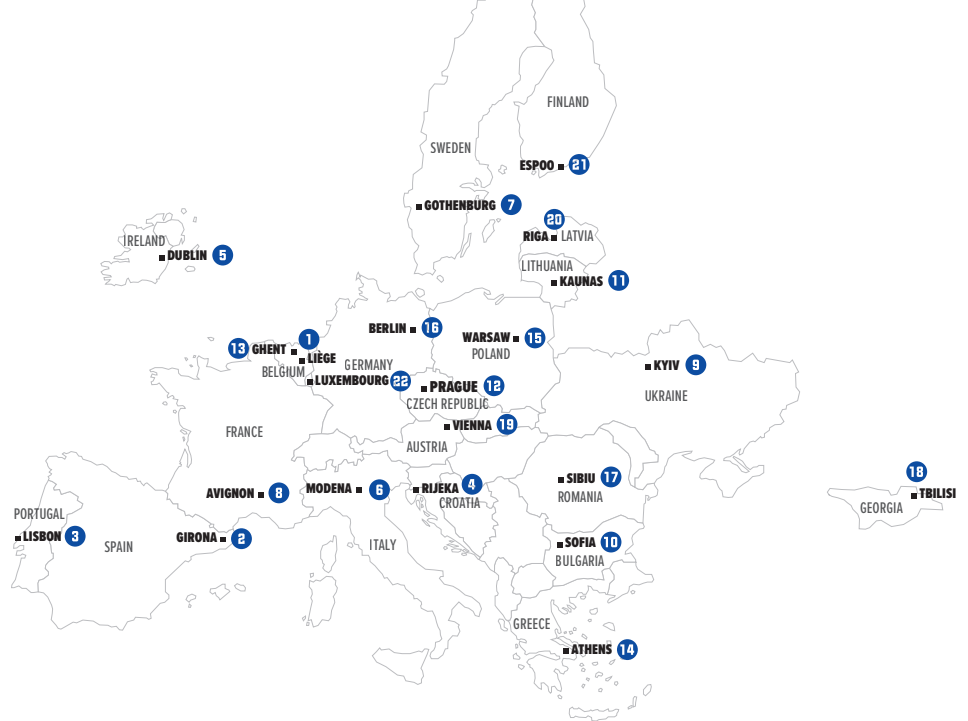 FINLAND
SWEDEN
ESPOO 21
GOTHENBURG 7
20
RIGA LATVIA
IRELAND
DUBLIN 5
LITHUANIA
KAUNAS 11
BERLIN 16
WARSAW 15
POLAND
1
13 GHENT
LIÈGE
BELGIUM
GERMANY
LUXEMBOURG 22
PRAGUE 12
CZECH REPUBLIC
KYIV 9
UKRAINE
VIENNA 19
AUSTRIA
FRANCE
AVIGNON 8
MODENA 6
RIJEKA 4
CROATIA
SIBIU 17
ROMANIA
18
TBILISI
GEORGIA
PORTUGAL
LISBON 3
SPAIN
GIRONA 2
ITALY
SOFIA 10
BULGARIA
GREECE
ATHENS 14